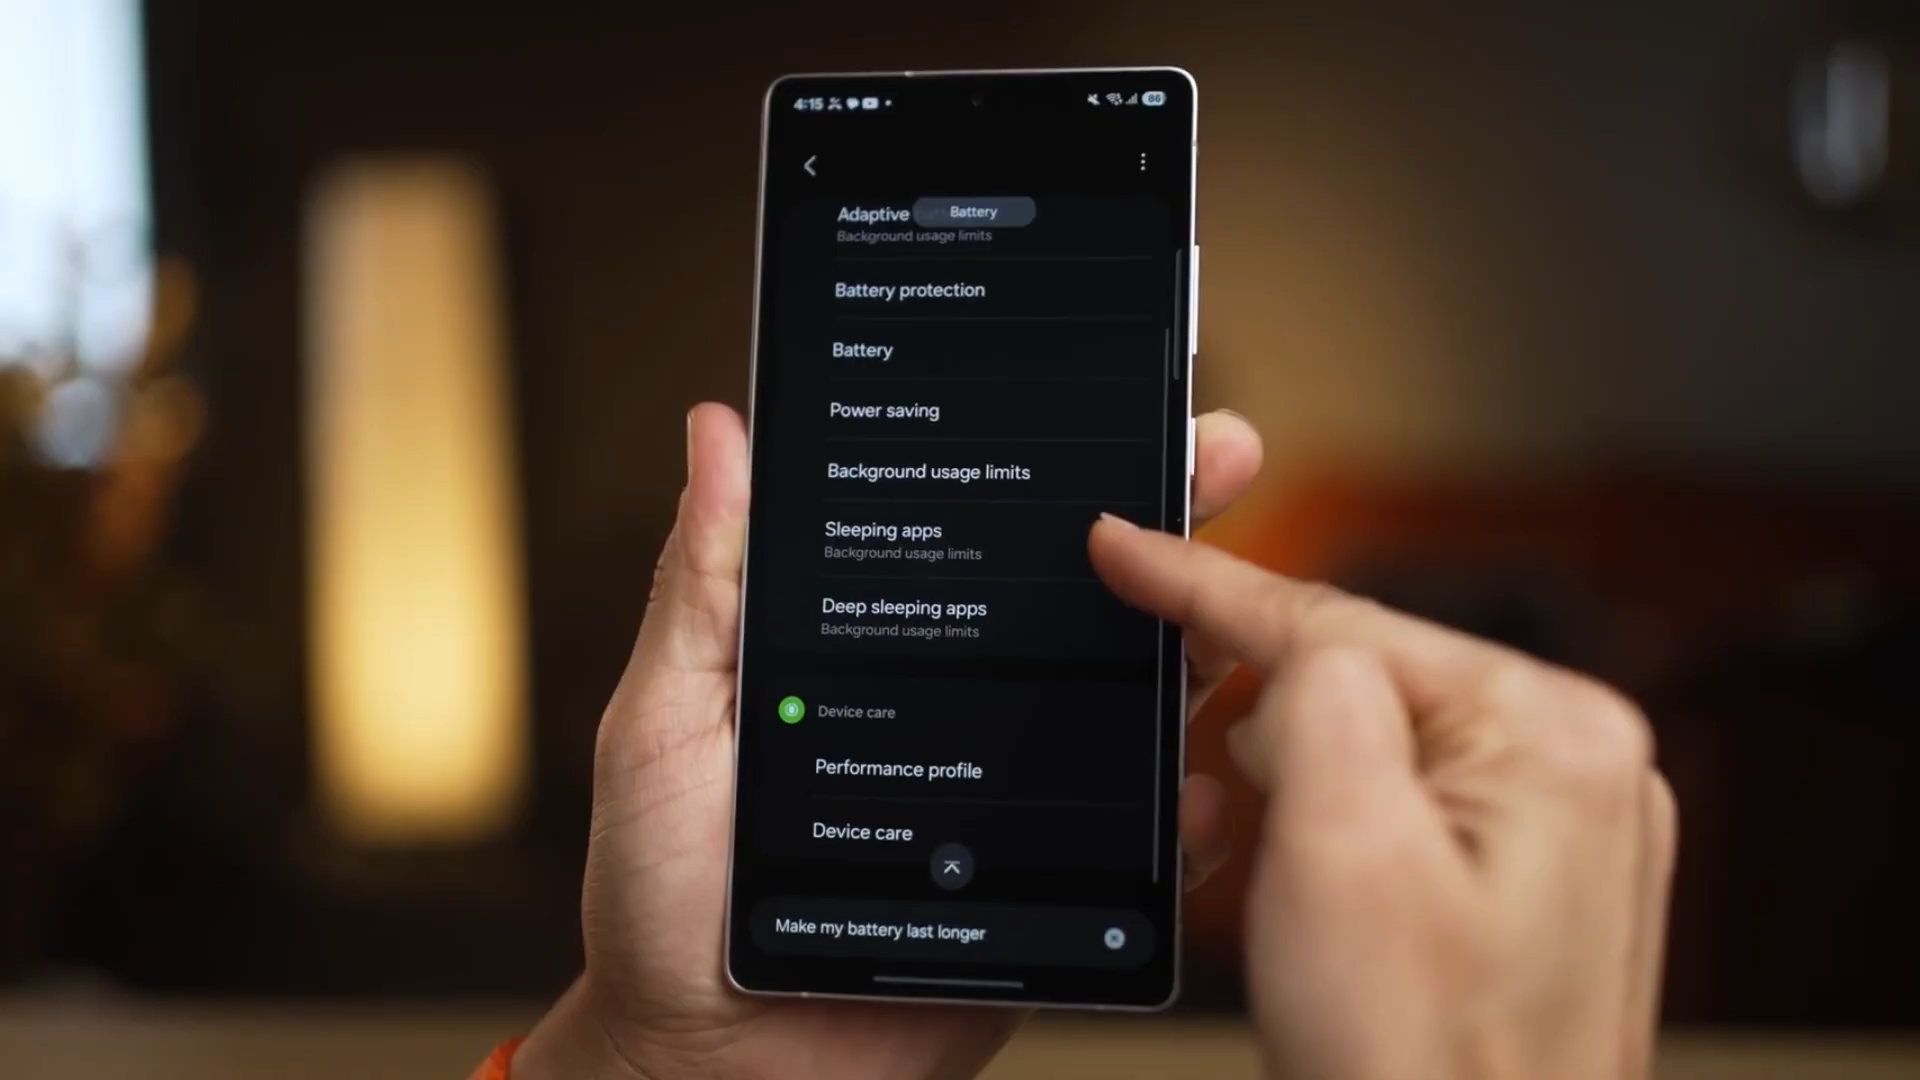 4:15
86
Battery
Adaptive
Background usage limits
Battery protection
Battery
Power saving
Background usage limits
Sleeping apps
Background usage limits
Deep sleeping apps
Background usage limits
Device care
Performance profile
Device care
Make my battery last longer